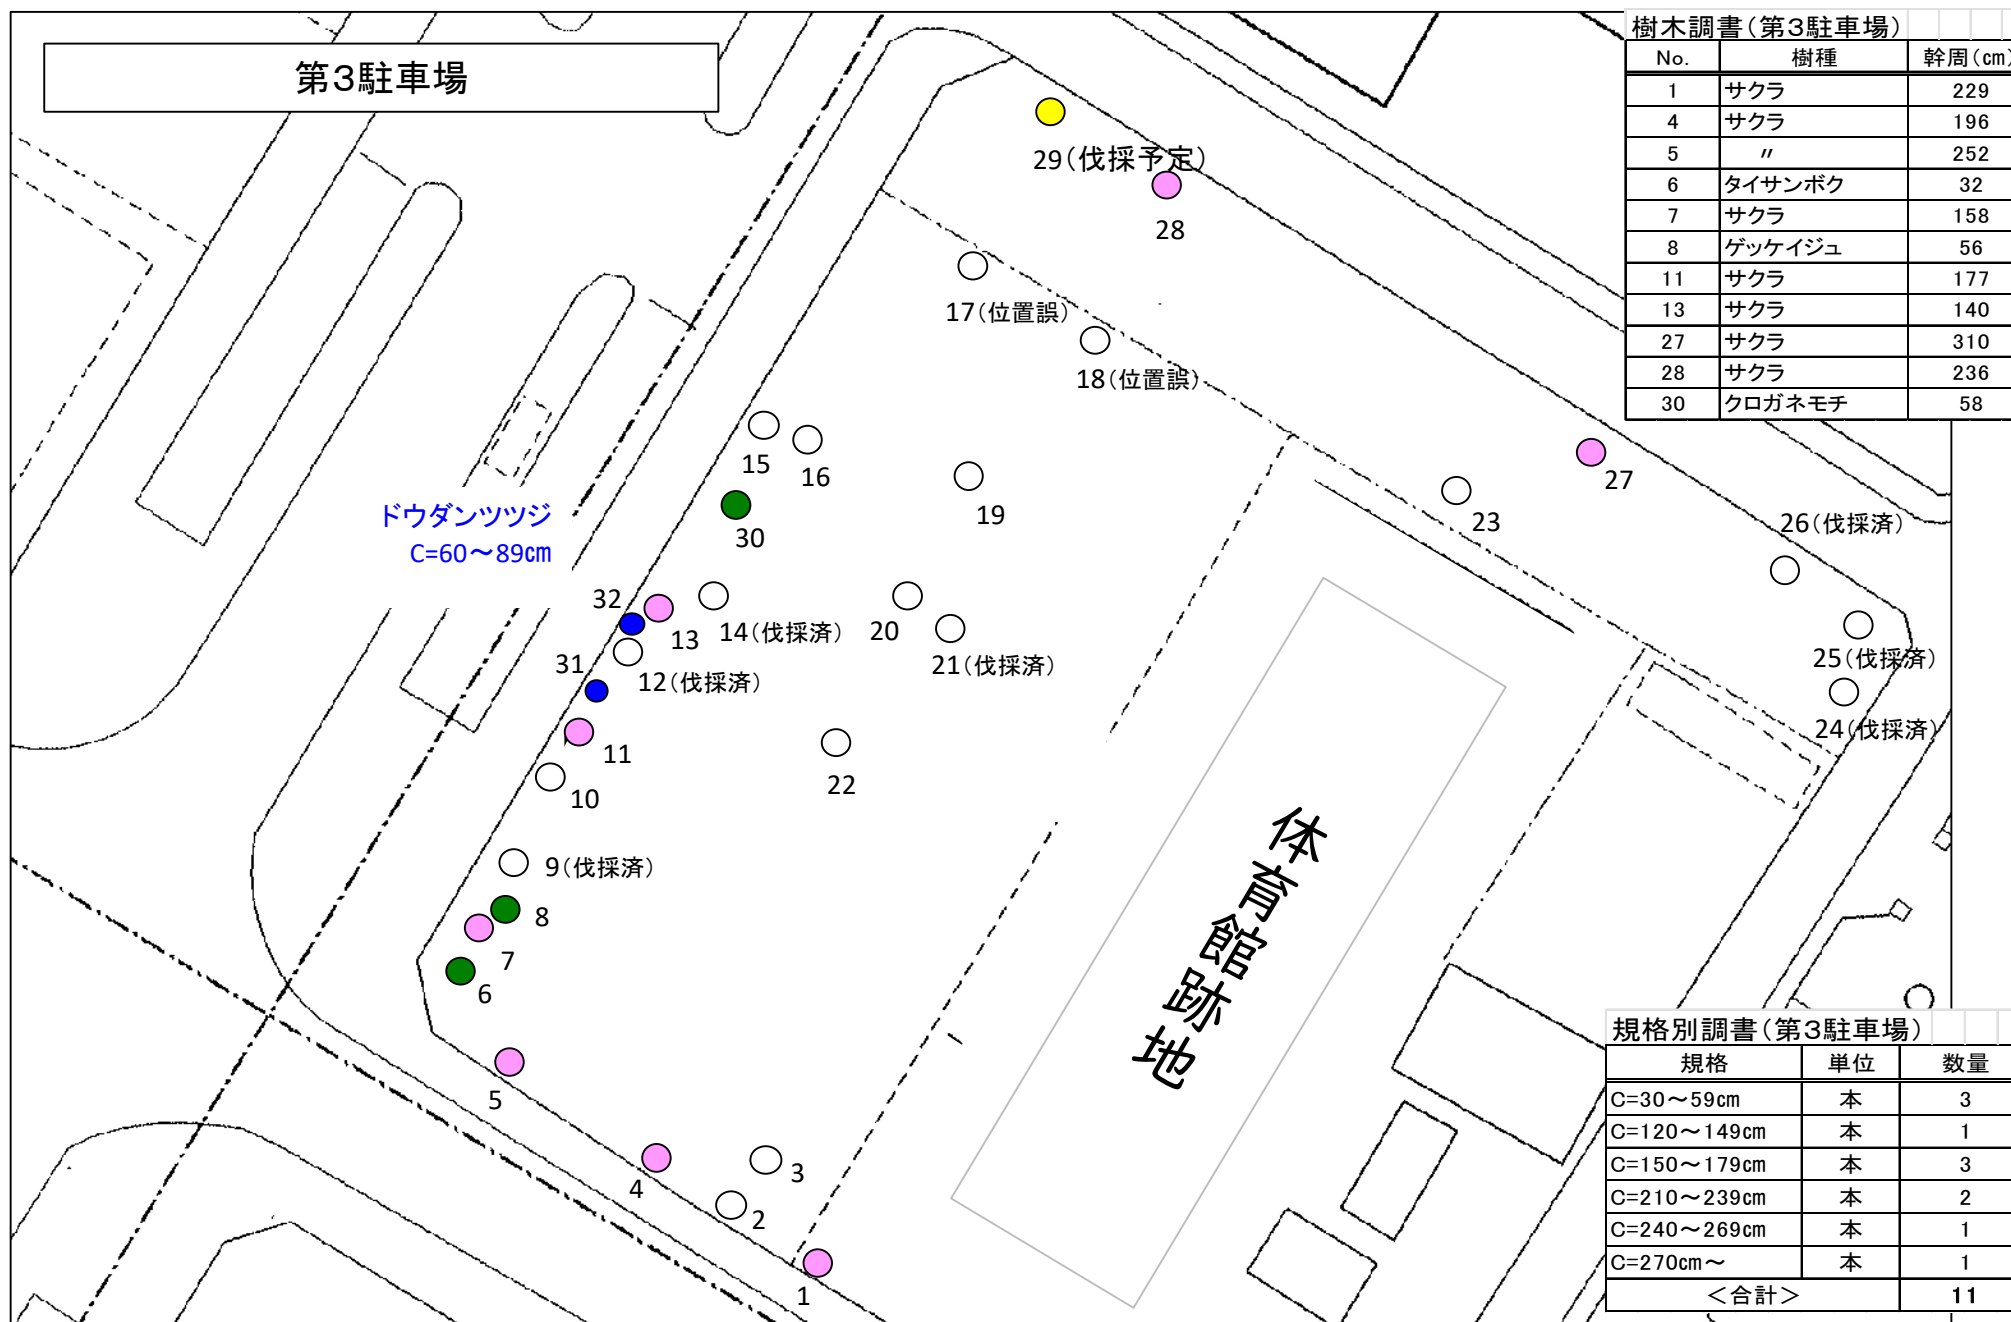 第3駐車場
樹木調書(第3駐車場)
No. 樹種 幹周(㎝)
1 サクラ 229
4 サクラ 196
5 〃 252
6 タイサンボク 32
7 サクラ 158
8 ゲッケイジュ 56
11 サクラ 177
13 サクラ 140
27 サクラ 310
28 サクラ 236
30 クロガネモチ 58
29(伐採予定)
28
17(位置誤)
18(位置誤)
15
16
19
27
23
26(伐採済)
ドウダンツツジ
C=60～89㎝
30
32
13
14(伐採済)
20
21(伐採済)
25(伐採済)
31
12(伐採済)
24(伐採済)
11
22
10
9(伐採済)
8
7
6
体育館跡地
5
4
3
2
1
規格別調書(第3駐車場)
規格 単位 数量
C=30～59㎝ 本 3
C=120～149㎝ 本 1
C=150～179㎝ 本 3
C=210～239㎝ 本 2
C=240～269㎝ 本 1
C=270㎝～ 本 1
＜合計＞ 11